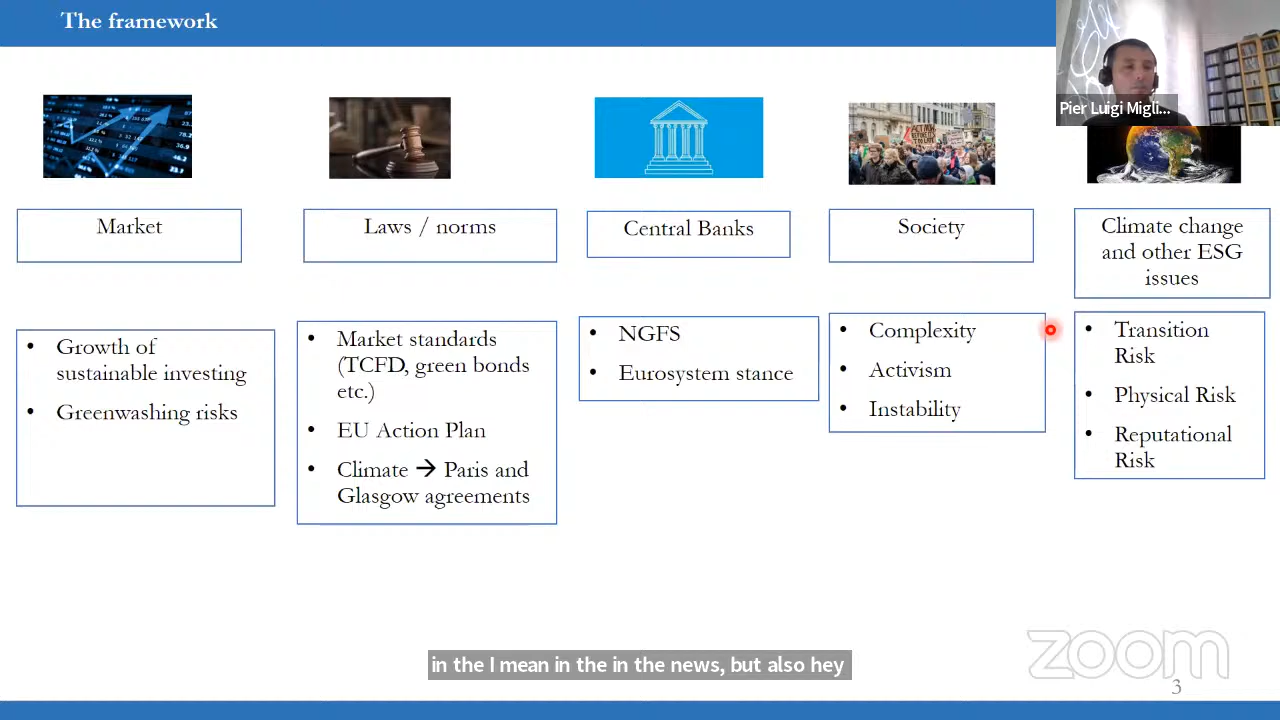 The framework
Pier Luigi Migli...
Market
Laws / norms
Central Banks
Society
Climate change
and other ESG
issues
• Growth of
sustainable investing
• Greenwashing risks
• Market standards
(TCFD, green bonds
etc.)
• EU Action Plan
• Climate → Paris and
Glasgow agreements
• NGFS
• Eurosystem stance
• Complexity
• Activism
• Instability
• Transition
Risk
• Physical Risk
• Reputational
Risk
in the I mean in the in the news, but also hey
zoom
3